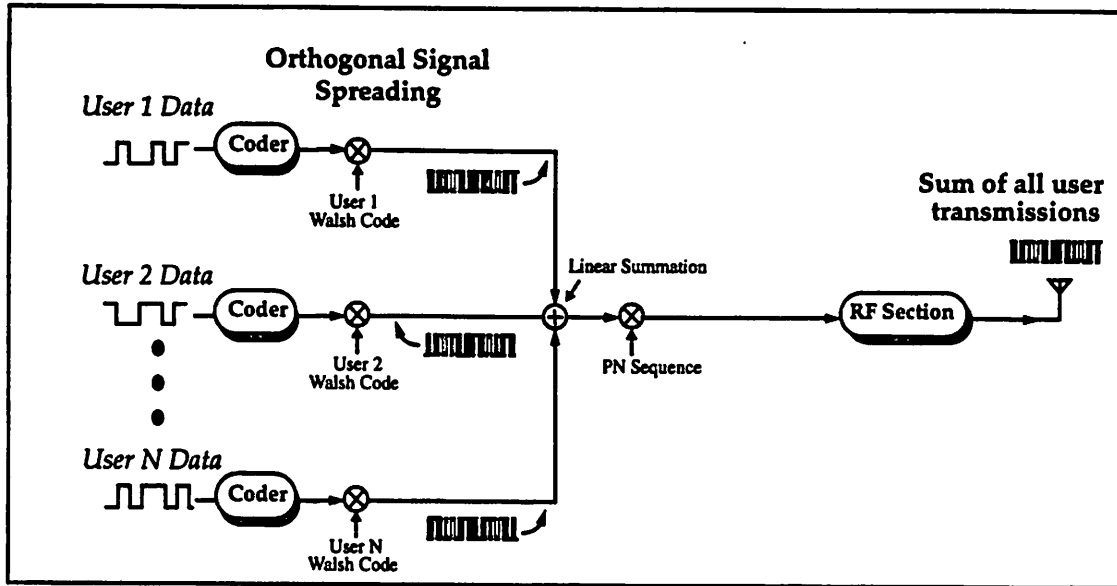 Orthogonal Signal
Spreading
User 1 Data
Coder
User 1
Walsh Code
Sum of all user
transmissions
User 2 Data
Coder
User 2
Walsh Code
Linear Summation
PN Sequence
RF Section
User N Data
Coder
User N
Walsh Code